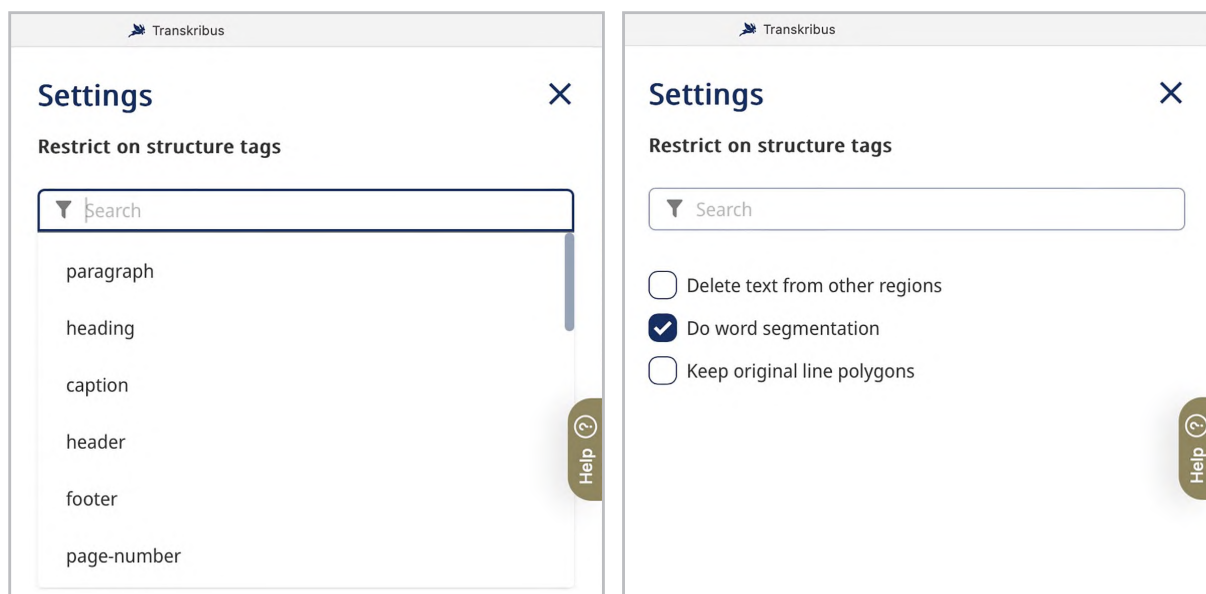 Transkribus
Settings
Restrict on structure tags
Search
paragraph
heading
caption
header
footer
page-number
Help
Transkribus
Settings
Restrict on structure tags
Search
Delete text from other regions
Do word segmentation
Keep original line polygons
Help